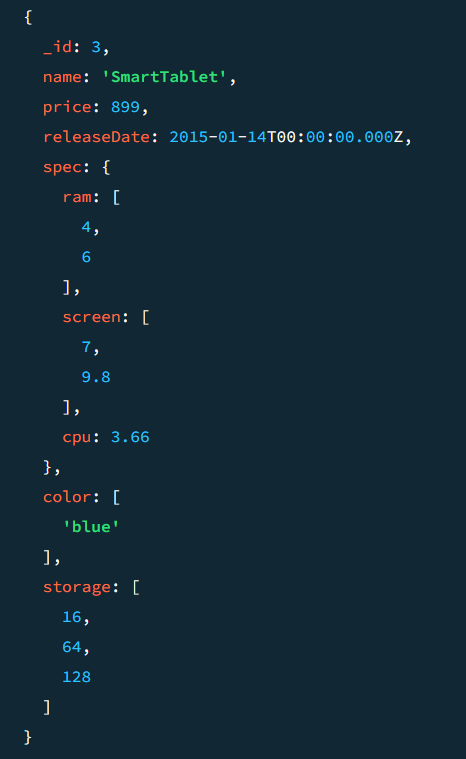 {
  _id: 3,
  name: 'SmartTablet',
  price: 899,
  releaseDate: 2015-01-14T00:00:00.000Z,
  spec: {
    ram: [
      4,
      6
    ],
    screen: [
      7,
      9.8
    ],
    cpu: 3.66
  },
  color: [
    'blue'
  ],
  storage: [
    16,
    64,
    128
  ]
}